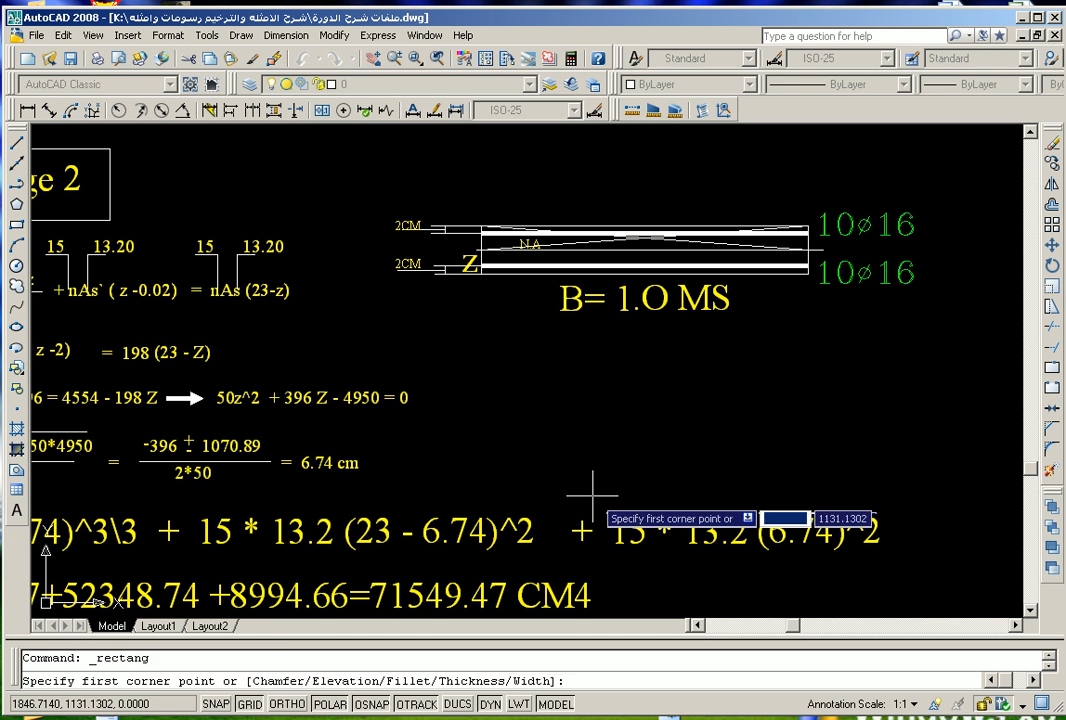 AutoCAD 2008 - [K:\ملفات شرح الدورة\شرح الامثله والترخيم رسومات وامثله.dwg]
File Edit View Insert Format Tools Draw Dimension Modify Express Window Help
Type a question for help
Standard ISO-25 Standard
AutoCAD Classic 0 ByLayer ByLayer ByLayer
ISO-25
ge 2
15 13.20 15 13.20
+ nAs` ( z -0.02) = nAs (23-z)
z -2) = 198 (23 - Z)
96 = 4554 - 198 Z 50z^2 + 396 Z - 4950 = 0
50*4950 = -396 ± 1070.89 = 6.74 cm
2*50
2CM
N.A
2CM
Z
10⌀16
10⌀16
B= 1.O MS
74)^3\3 + 15 * 13.2 (23 - 6.74)^2 + 15 * 13.2 (6.74)^2
7+52348.74 +8994.66=71549.47 CM4
Specify first corner point or 1131.1302
Y
X
Model Layout1 Layout2
Command: _rectang
Specify first corner point or [Chamfer/Elevation/Fillet/Thickness/Width]:
1846.7140, 1131.1302, 0.0000 SNAP GRID ORTHO POLAR OSNAP OTRACK DUCS DYN LWT MODEL Annotation Scale: 1:1